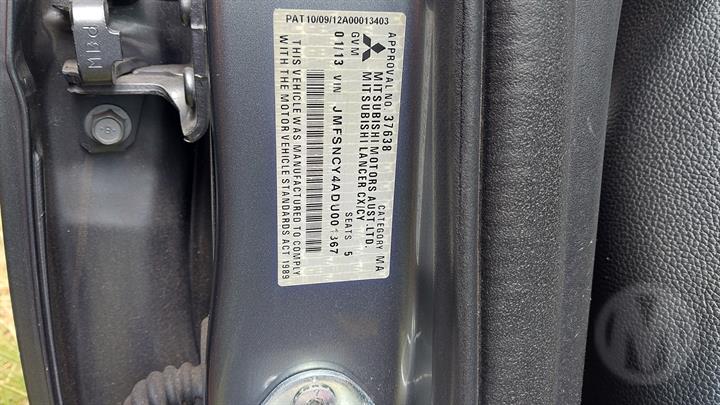 PAT10/09/12A00013403
APPROVAL NO. 37638 CATEGORY MA
MITSUBISHI MOTORS AUST.LTD.
MITSUBISHI LANCER CX/CY
GVM SEATS 5
01/13 VIN JMFSNCY4ADU001367
THIS VEHICLE WAS MANUFACTURED TO COMPLY
WITH THE MOTOR VEHICLE STANDARDS ACT 1989